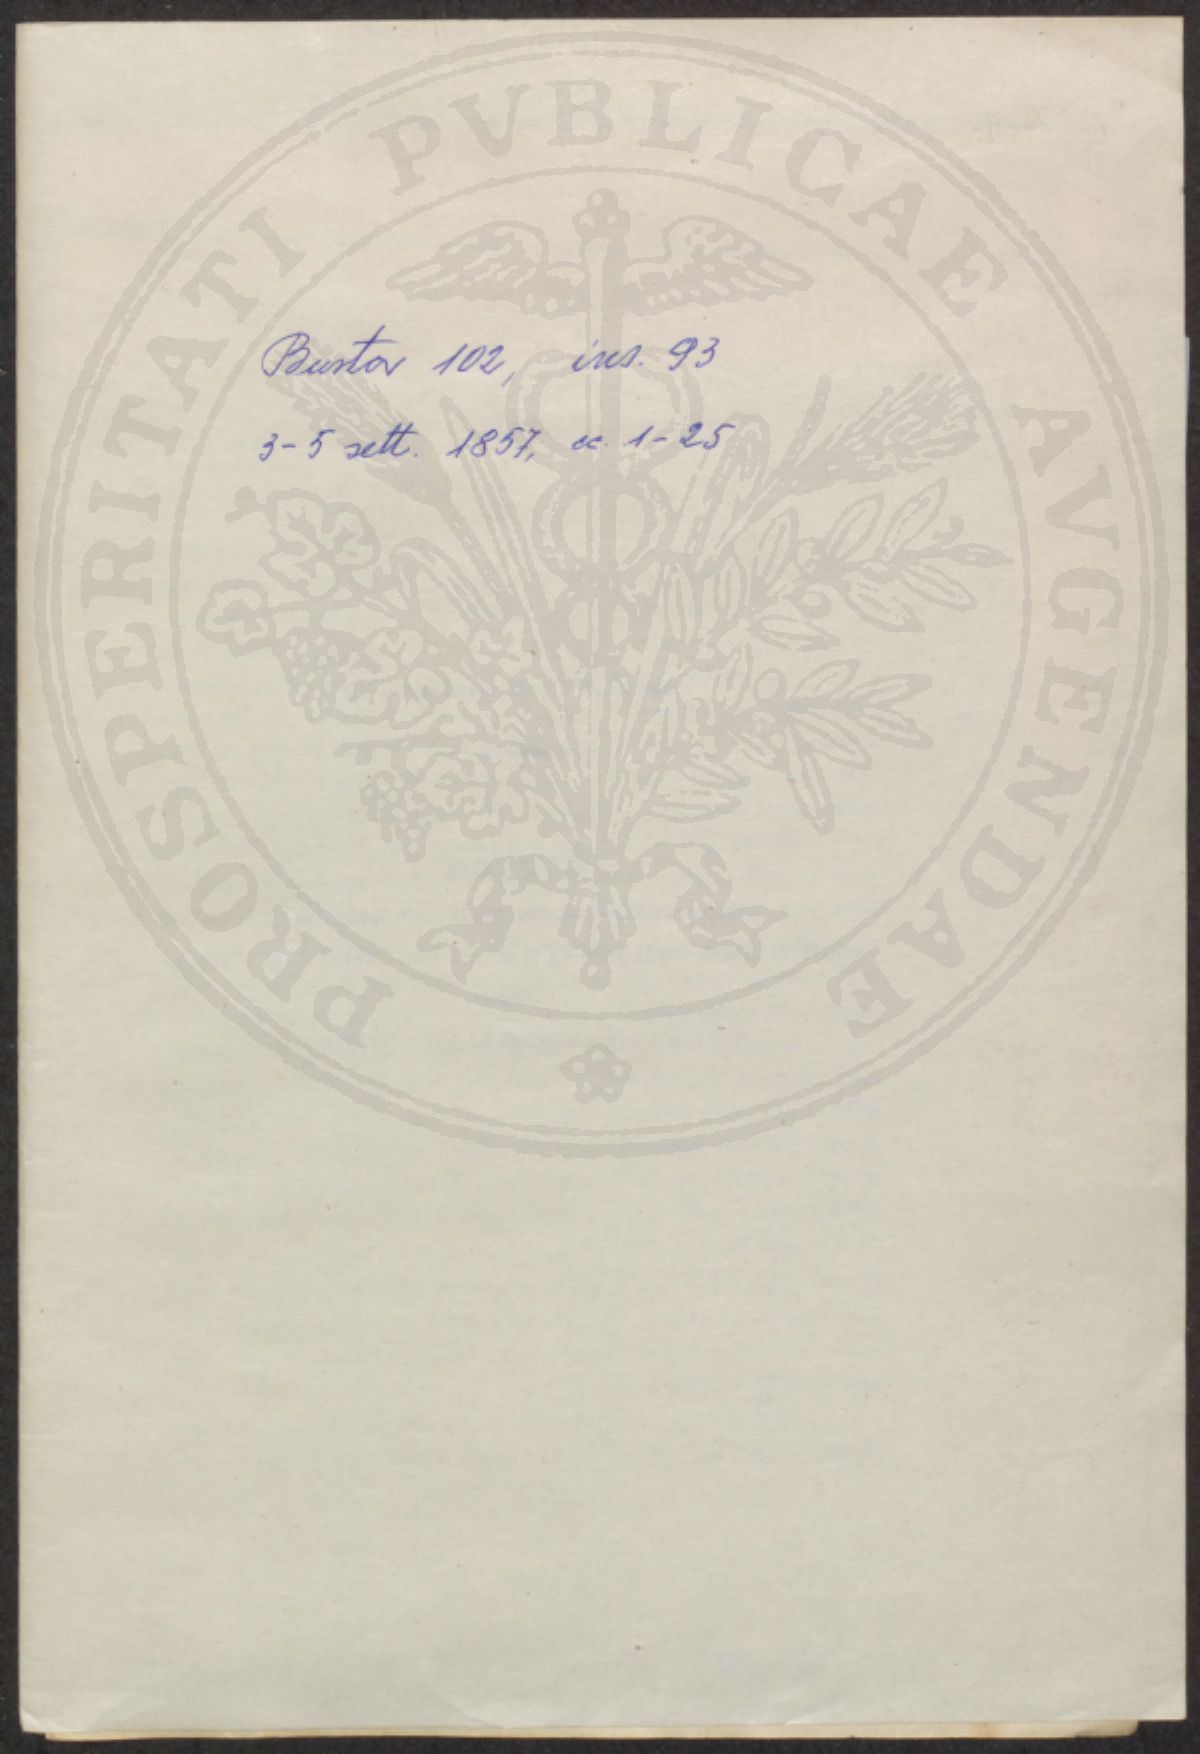 PROSPERITATI PVBLICAE AVGENDAE
Busta 102, ins. 93
3-5 sett. 1857, cc. 1-25